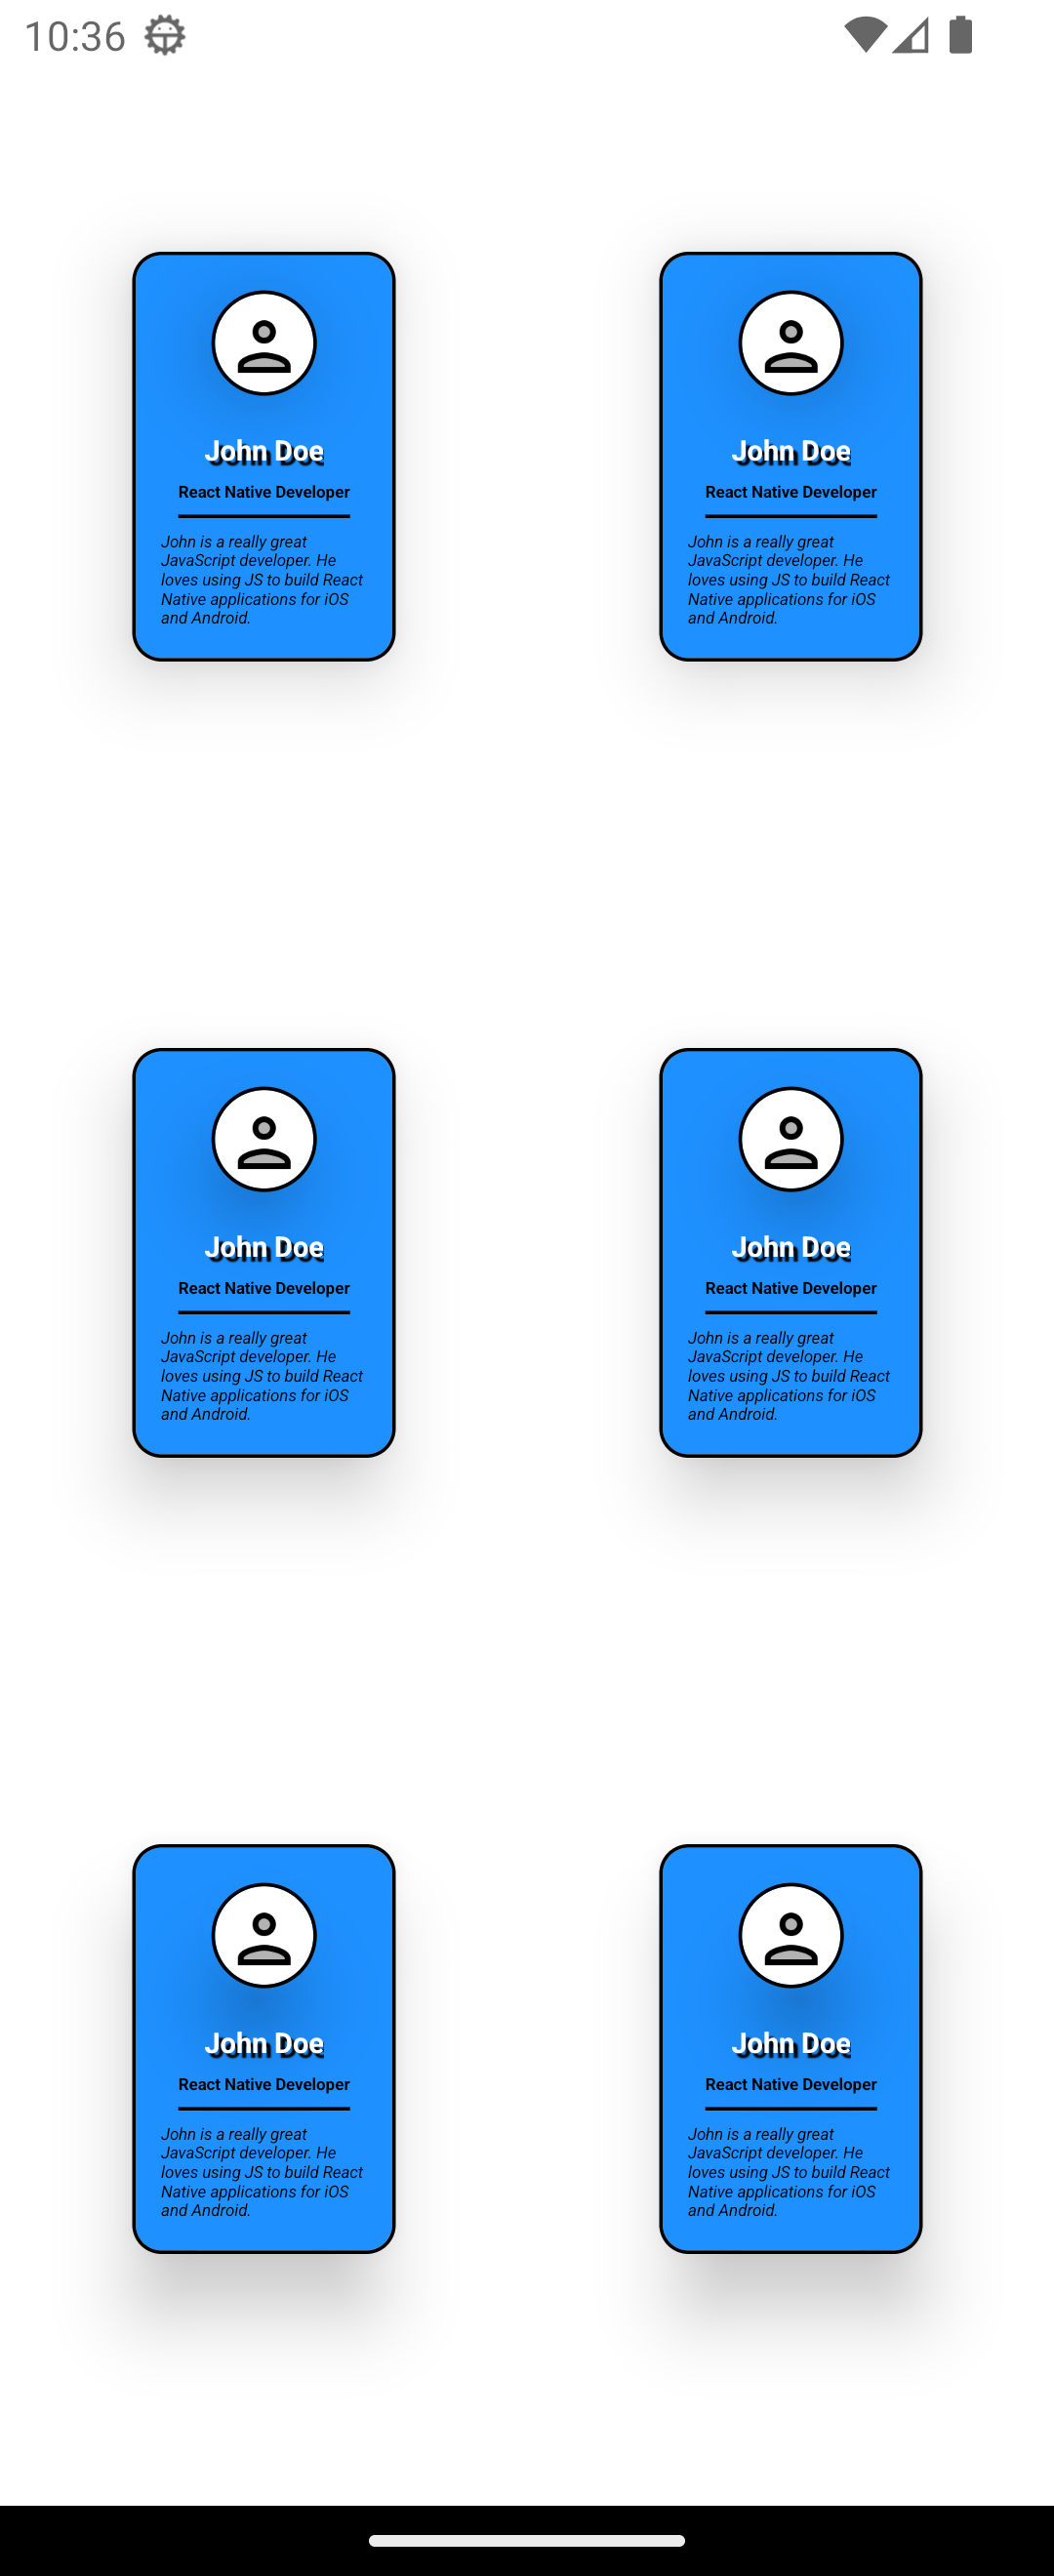 10:36
John Doe
React Native Developer
John is a really great
JavaScript developer. He
loves using JS to build React
Native applications for iOS
and Android.
John Doe
React Native Developer
John is a really great
JavaScript developer. He
loves using JS to build React
Native applications for iOS
and Android.
John Doe
React Native Developer
John is a really great
JavaScript developer. He
loves using JS to build React
Native applications for iOS
and Android.
John Doe
React Native Developer
John is a really great
JavaScript developer. He
loves using JS to build React
Native applications for iOS
and Android.
John Doe
React Native Developer
John is a really great
JavaScript developer. He
loves using JS to build React
Native applications for iOS
and Android.
John Doe
React Native Developer
John is a really great
JavaScript developer. He
loves using JS to build React
Native applications for iOS
and Android.